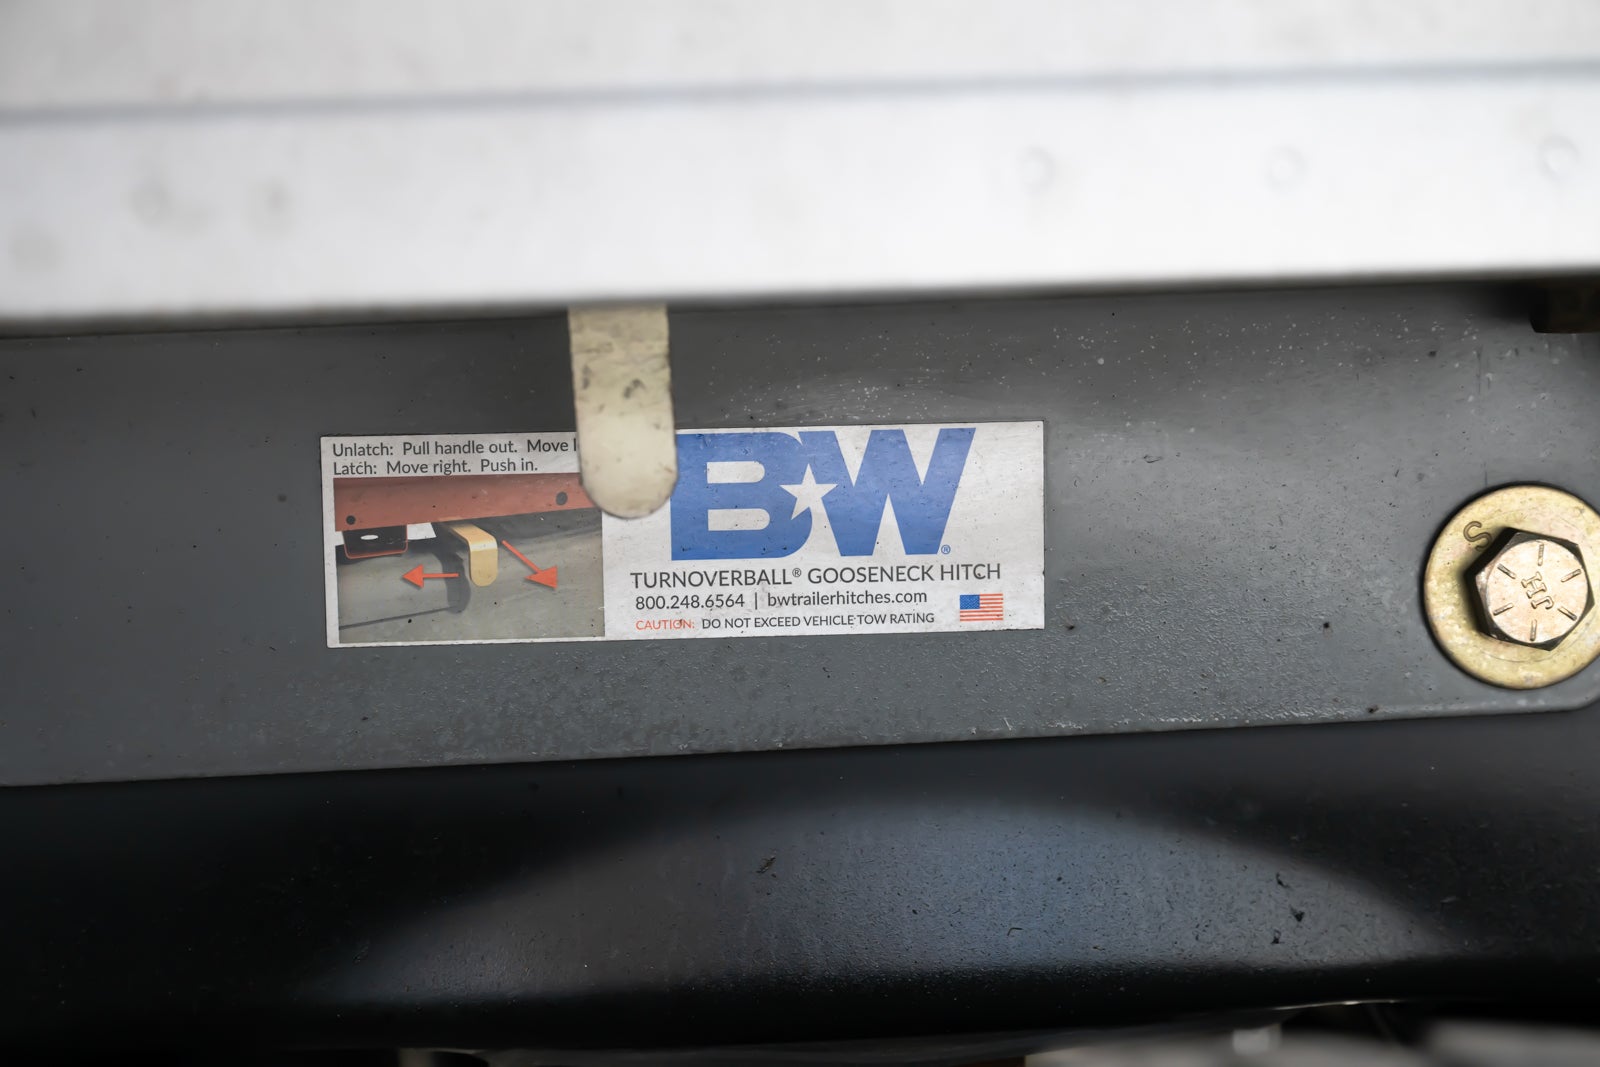 Unlatch: Pull handle out. Move
Latch: Move right. Push in.
B&W®
TURNOVERBALL® GOOSENECK HITCH
800.248.6564 | bwtrailerhitches.com
CAUTION: DO NOT EXCEED VEHICLE TOW RATING
S
JH